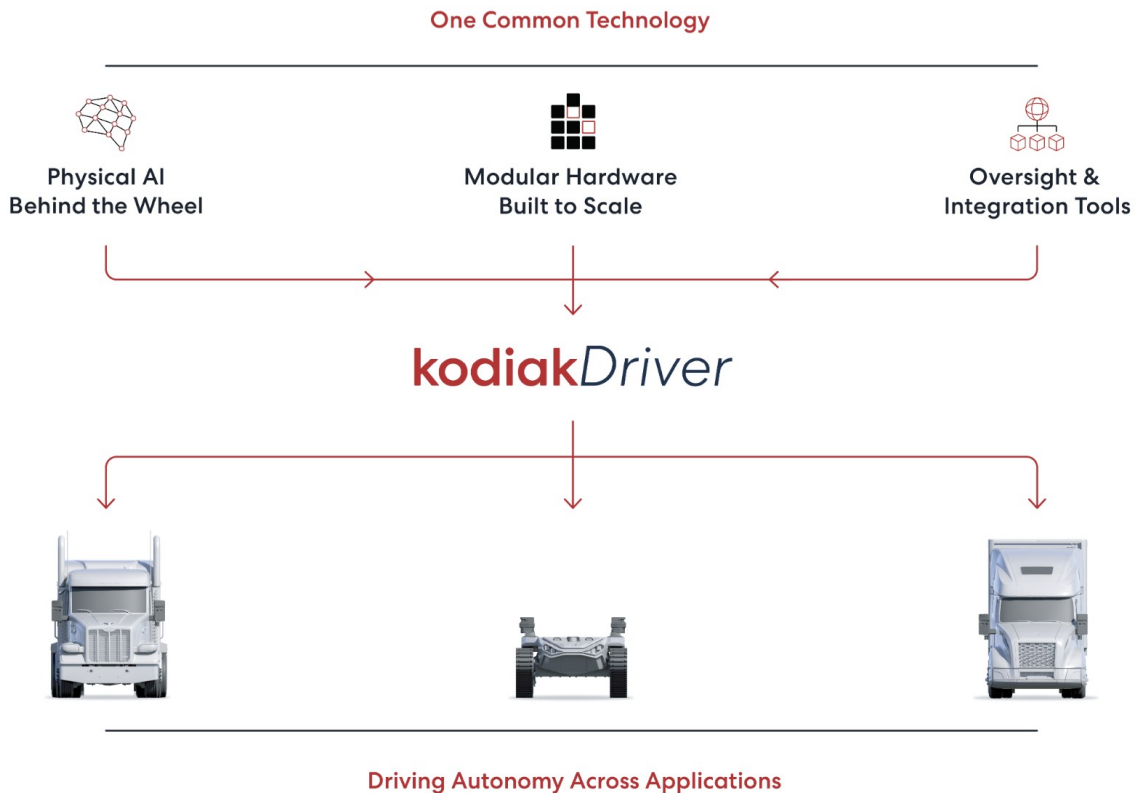 One Common Technology
Physical AI
Behind the Wheel
Modular Hardware
Built to Scale
Oversight &
Integration Tools
kodiakDriver
Driving Autonomy Across Applications